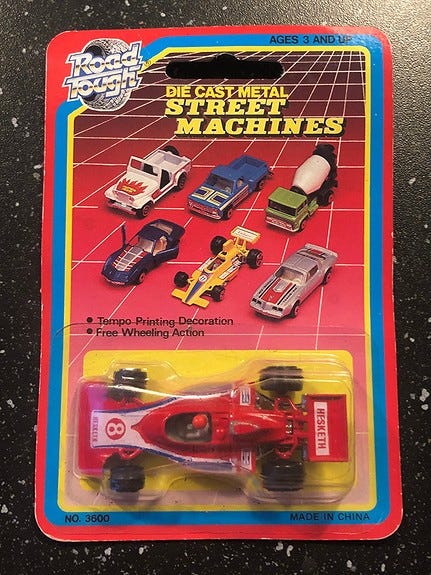 AGES 3 AND UP
Road
Tough
®
DIE CAST METAL
STREET
MACHINES
• Tempo-Printing Decoration
• Free Wheeling Action
HESKETH
8
HESKETH
NO. 3600
MADE IN CHINA